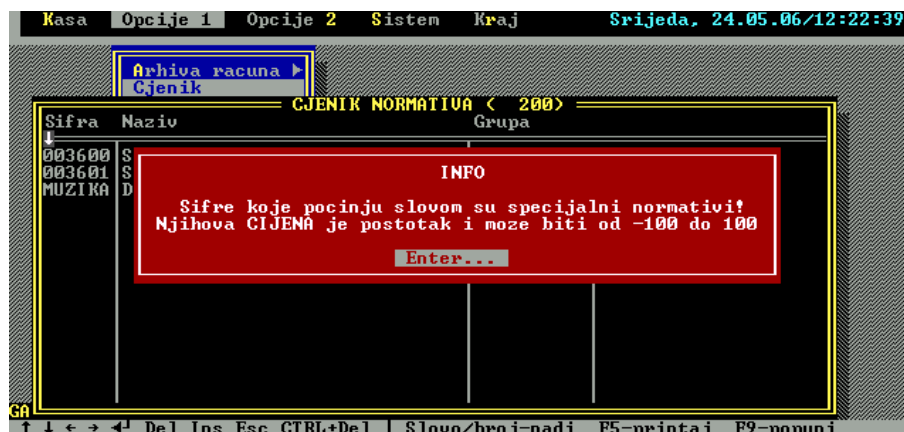 Kasa Opcije 1 Opcije 2 Sistem Kraj Srijeda, 24.05.06/12:22:39
Arhiva racuna ►
Cjenik
CJENIK NORMATIVA < 200>
Sifra Naziv Grupa
↓
003600 S
003601 S
MUZIKA D
INFO
Sifre koje pocinju slovom su specijalni normativi!
Njihova CIJENA je postotak i moze biti od -100 do 100
Enter...
GA
↑ ↓ ← → ↵ Del Ins Esc CTRL+Del | Slovo/broj-nadi F5-printaj F9-popuni